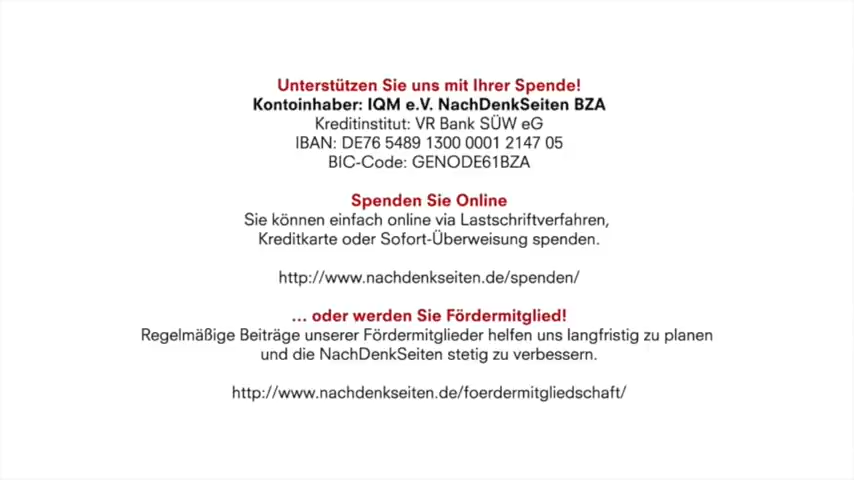 Unterstützen Sie uns mit Ihrer Spende!
Kontoinhaber: IQM e.V. NachDenkSeiten BZA
Kreditinstitut: VR Bank SÜW eG
IBAN: DE76 5489 1300 0001 2147 05
BIC-Code: GENODE61BZA
Spenden Sie Online
Sie können einfach online via Lastschriftverfahren,
Kreditkarte oder Sofort-Überweisung spenden.
http://www.nachdenkseiten.de/spenden/
... oder werden Sie Fördermitglied!
Regelmäßige Beiträge unserer Fördermitglieder helfen uns langfristig zu planen
und die NachDenkSeiten stetig zu verbessern.
http://www.nachdenkseiten.de/foerdermitgliedschaft/